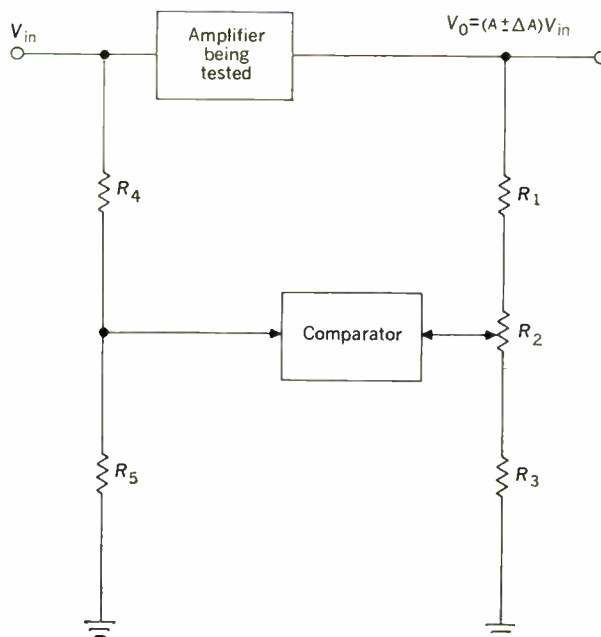 V_in
Amplifier
being
tested
V_0=(A±ΔA)V_in
R_4
R_1
Comparator
R_2
R_5
R_3